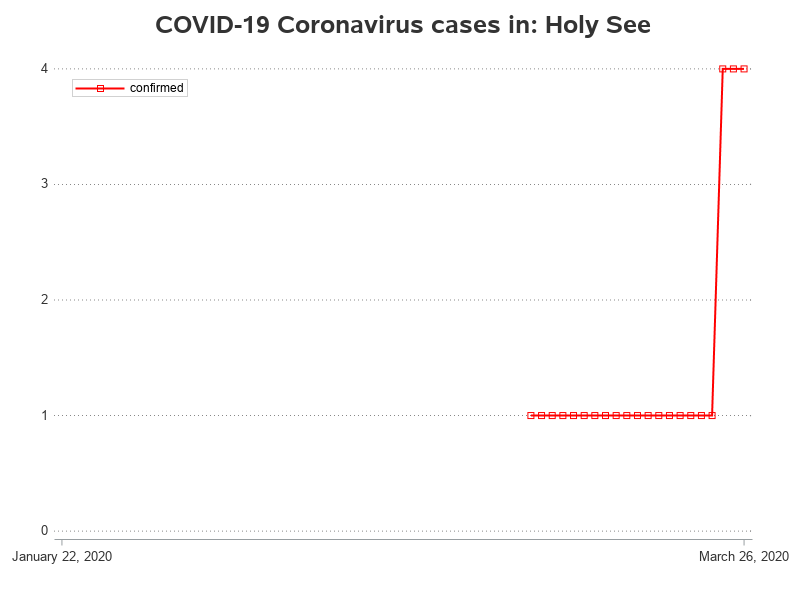 COVID-19 Coronavirus cases in: Holy See
4
confirmed
3
2
1
0
January 22, 2020
March 26, 2020